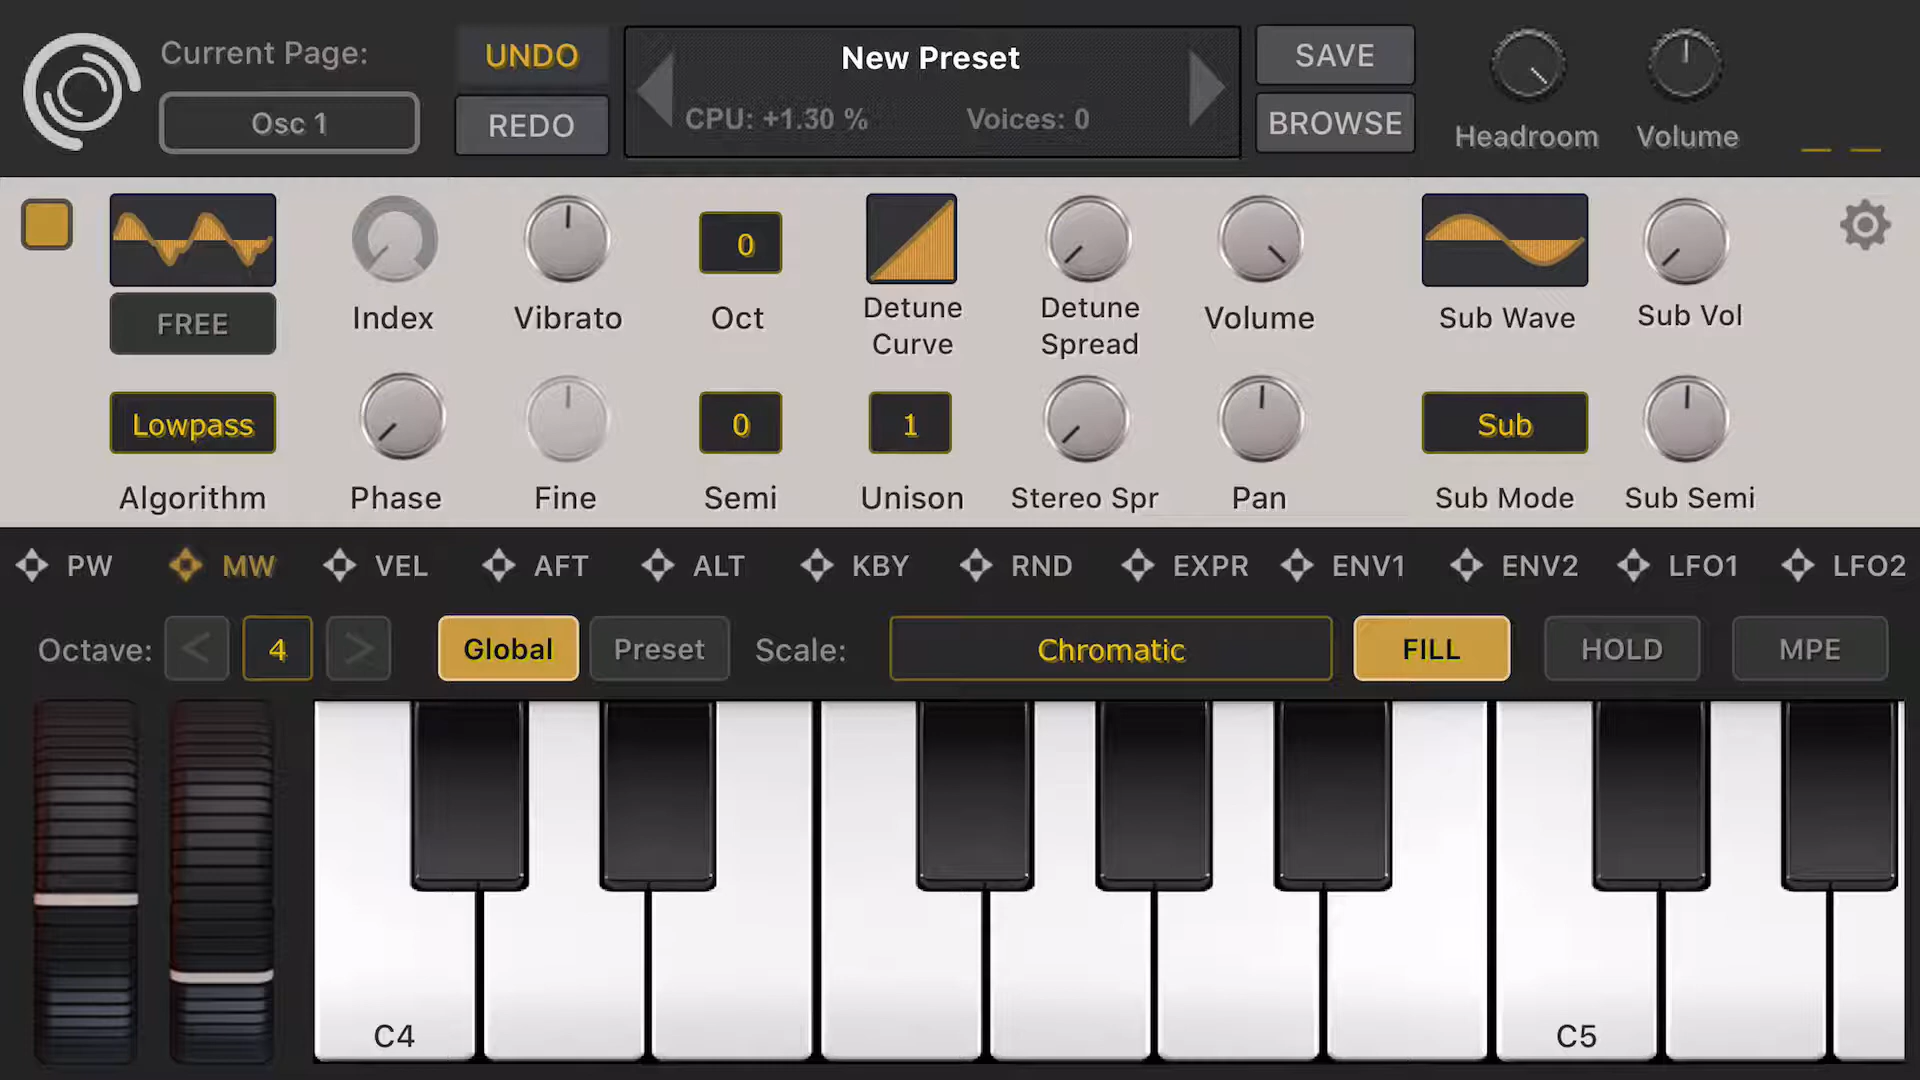 Current Page:
Osc 1
UNDO
REDO
New Preset
CPU: +1.30 %
Voices: 0
SAVE
BROWSE
Headroom
Volume
FREE
Index
Vibrato
0
Oct
Detune
Curve
Detune
Spread
Volume
Sub Wave
Sub Vol
Lowpass
Algorithm
Phase
Fine
0
Semi
1
Unison
Stereo Spr
Pan
Sub
Sub Mode
Sub Semi
PW
MW
VEL
AFT
ALT
KBY
RND
EXPR
ENV1
ENV2
LFO1
LFO2
Octave:
<
4
>
Global
Preset
Scale:
Chromatic
FILL
HOLD
MPE
C4
C5